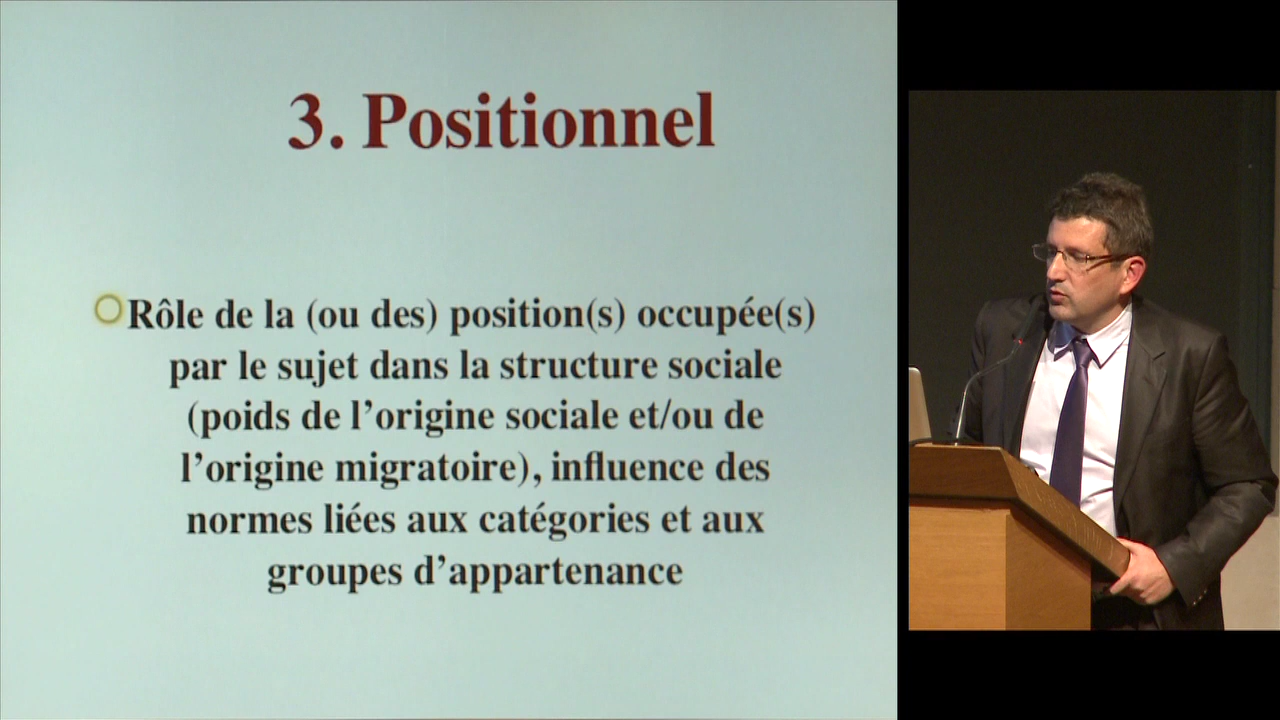 3. Positionnel
Rôle de la (ou des) position(s) occupée(s)
par le sujet dans la structure sociale
(poids de l’origine sociale et/ou de
l’origine migratoire), influence des
normes liées aux catégories et aux
groupes d’appartenance